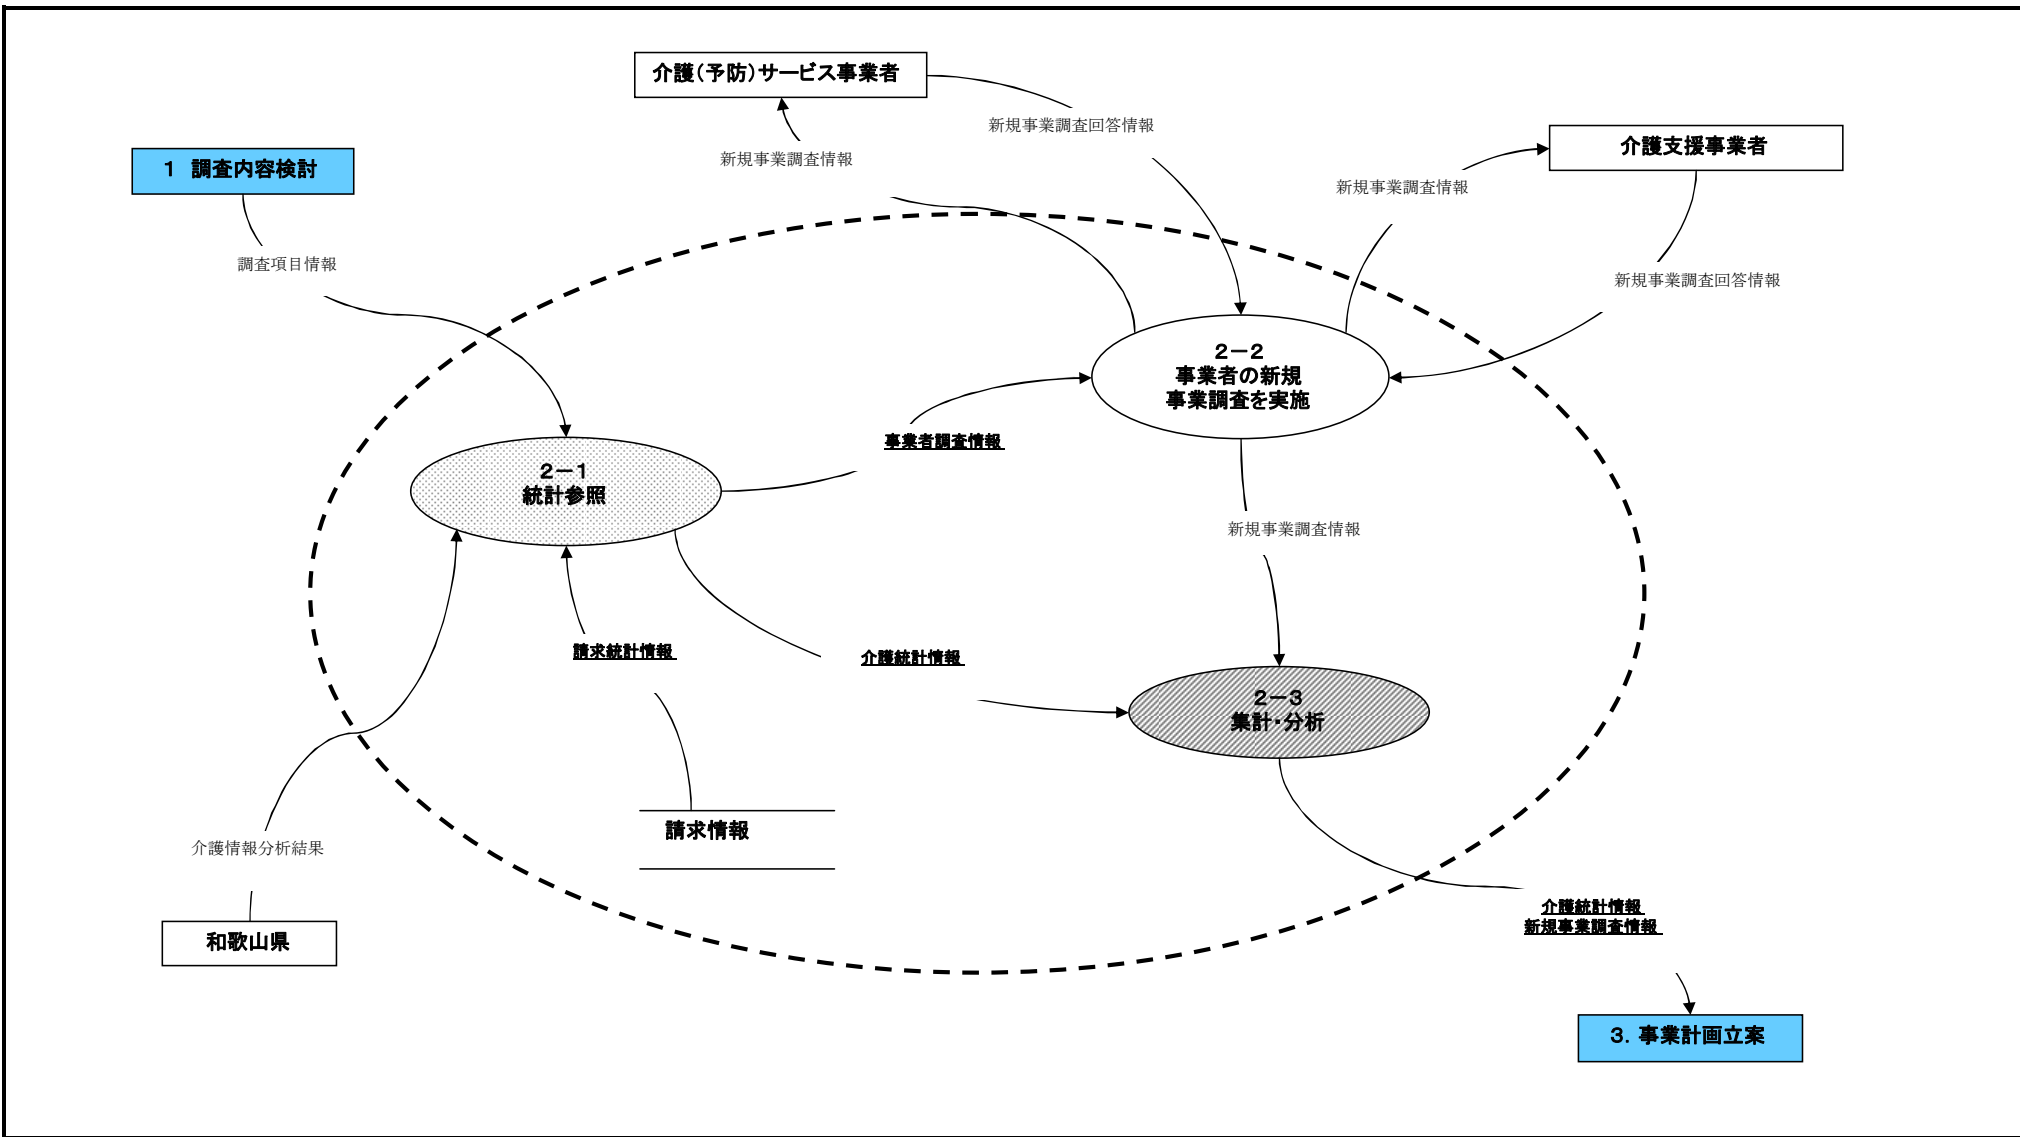 介護(予防)サービス事業者
新規事業調査回答情報
新規事業調査情報
介護支援事業者
1 調査内容検討
新規事業調査情報
調査項目情報
新規事業調査回答情報
2-2
事業者の新規
事業調査を実施
事業者調査情報
2-1
統計参照
新規事業調査情報
請求統計情報
介護統計情報
2-3
集計・分析
請求情報
介護情報分析結果
介護統計情報
新規事業調査情報
和歌山県
3. 事業計画立案